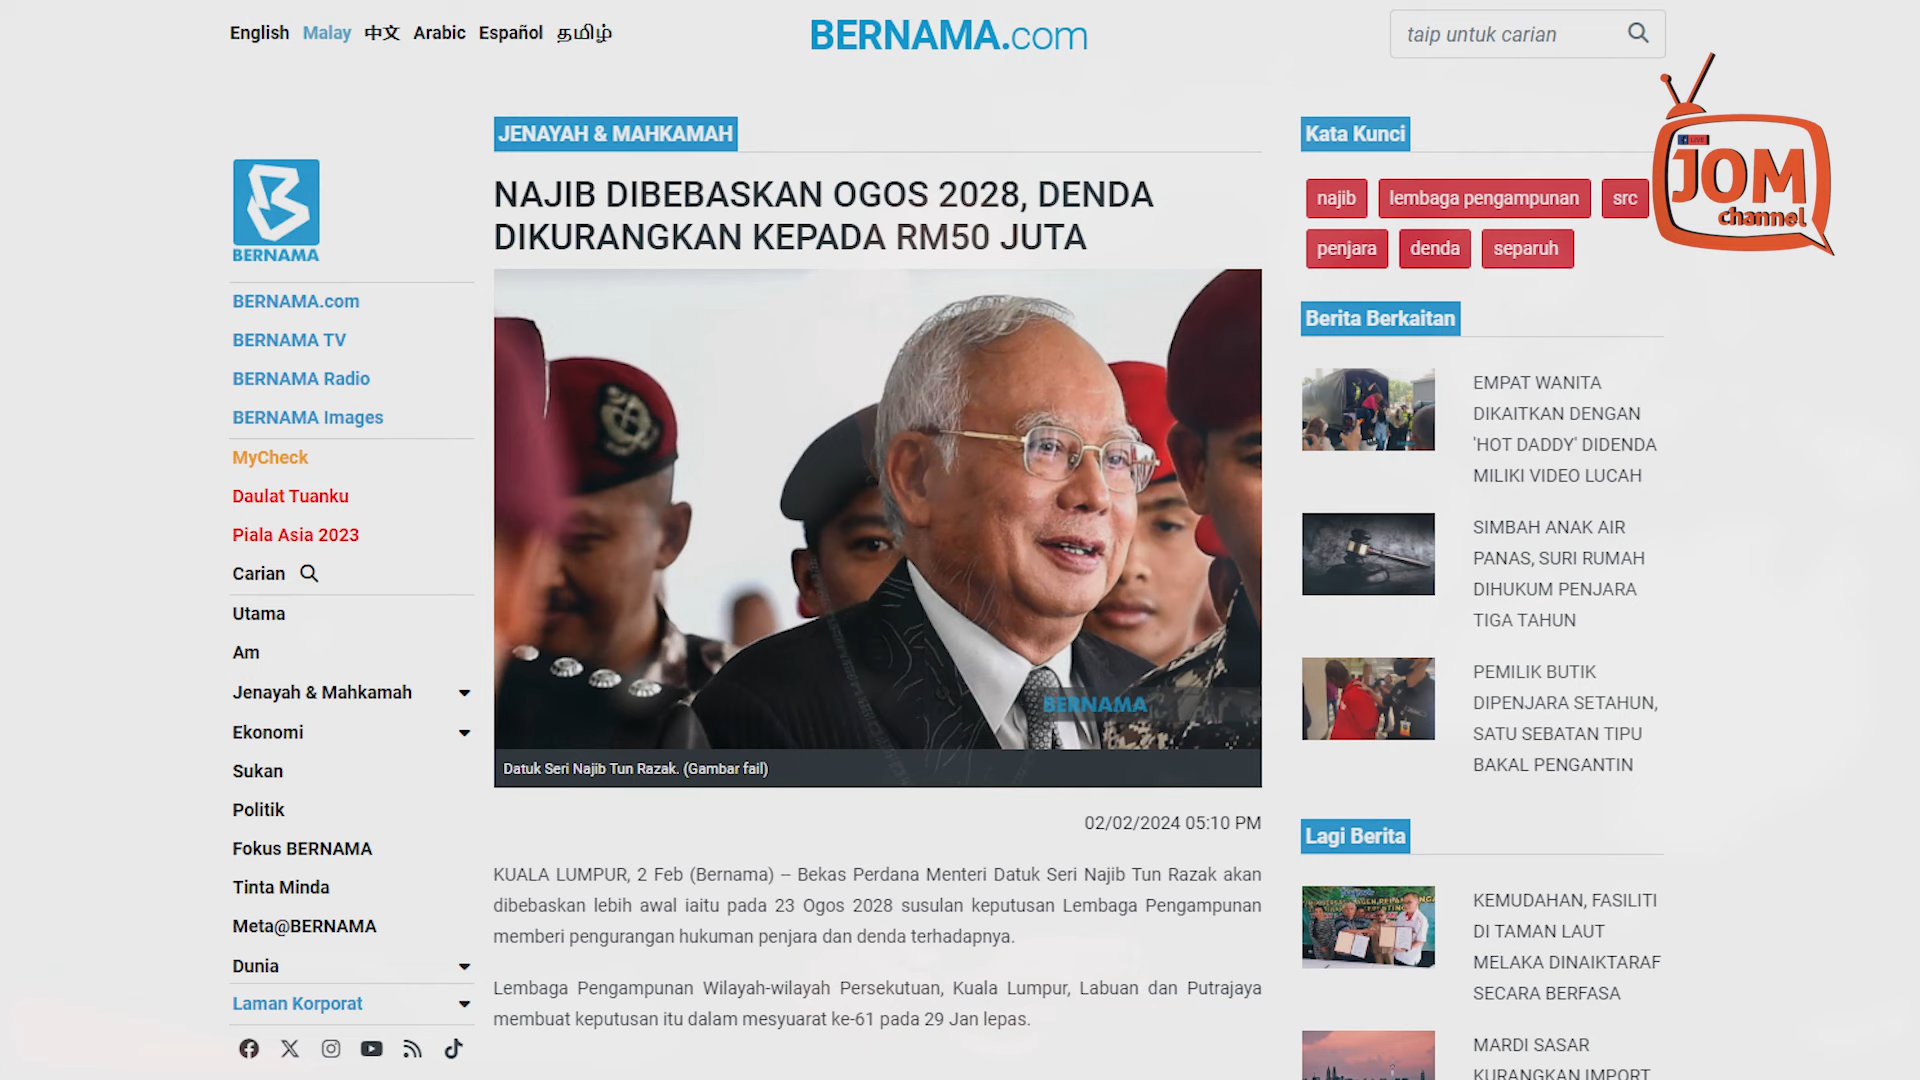 English Malay 中文 Arabic Español தமிழ்
BERNAMA.com
taip untuk carian
LIVE
JOM
channel
BERNAMA
BERNAMA.com
BERNAMA TV
BERNAMA Radio
BERNAMA Images
MyCheck
Daulat Tuanku
Piala Asia 2023
Carian
Utama
Am
Jenayah & Mahkamah
Ekonomi
Sukan
Politik
Fokus BERNAMA
Tinta Minda
Meta@BERNAMA
Dunia
Laman Korporat
JENAYAH & MAHKAMAH
NAJIB DIBEBASKAN OGOS 2028, DENDA
DIKURANGKAN KEPADA RM50 JUTA
BERNAMA
Datuk Seri Najib Tun Razak. (Gambar fail)
02/02/2024 05:10 PM
KUALA LUMPUR, 2 Feb (Bernama) -- Bekas Perdana Menteri Datuk Seri Najib Tun Razak akan
dibebaskan lebih awal iaitu pada 23 Ogos 2028 susulan keputusan Lembaga Pengampunan
memberi pengurangan hukuman penjara dan denda terhadapnya.
Lembaga Pengampunan Wilayah-wilayah Persekutuan, Kuala Lumpur, Labuan dan Putrajaya
membuat keputusan itu dalam mesyuarat ke-61 pada 29 Jan lepas.
Kata Kunci
najib lembaga pengampunan src
penjara denda separuh
Berita Berkaitan
EMPAT WANITA
DIKAITKAN DENGAN
'HOT DADDY' DIDENDA
MILIKI VIDEO LUCAH
SIMBAH ANAK AIR
PANAS, SURI RUMAH
DIHUKUM PENJARA
TIGA TAHUN
PEMILIK BUTIK
DIPENJARA SETAHUN,
SATU SEBATAN TIPU
BAKAL PENGANTIN
Lagi Berita
KEMUDAHAN, FASILITI
DI TAMAN LAUT
MELAKA DINAIKTARAF
SECARA BERFASA
MARDI SASAR
KURANGKAN IMPORT